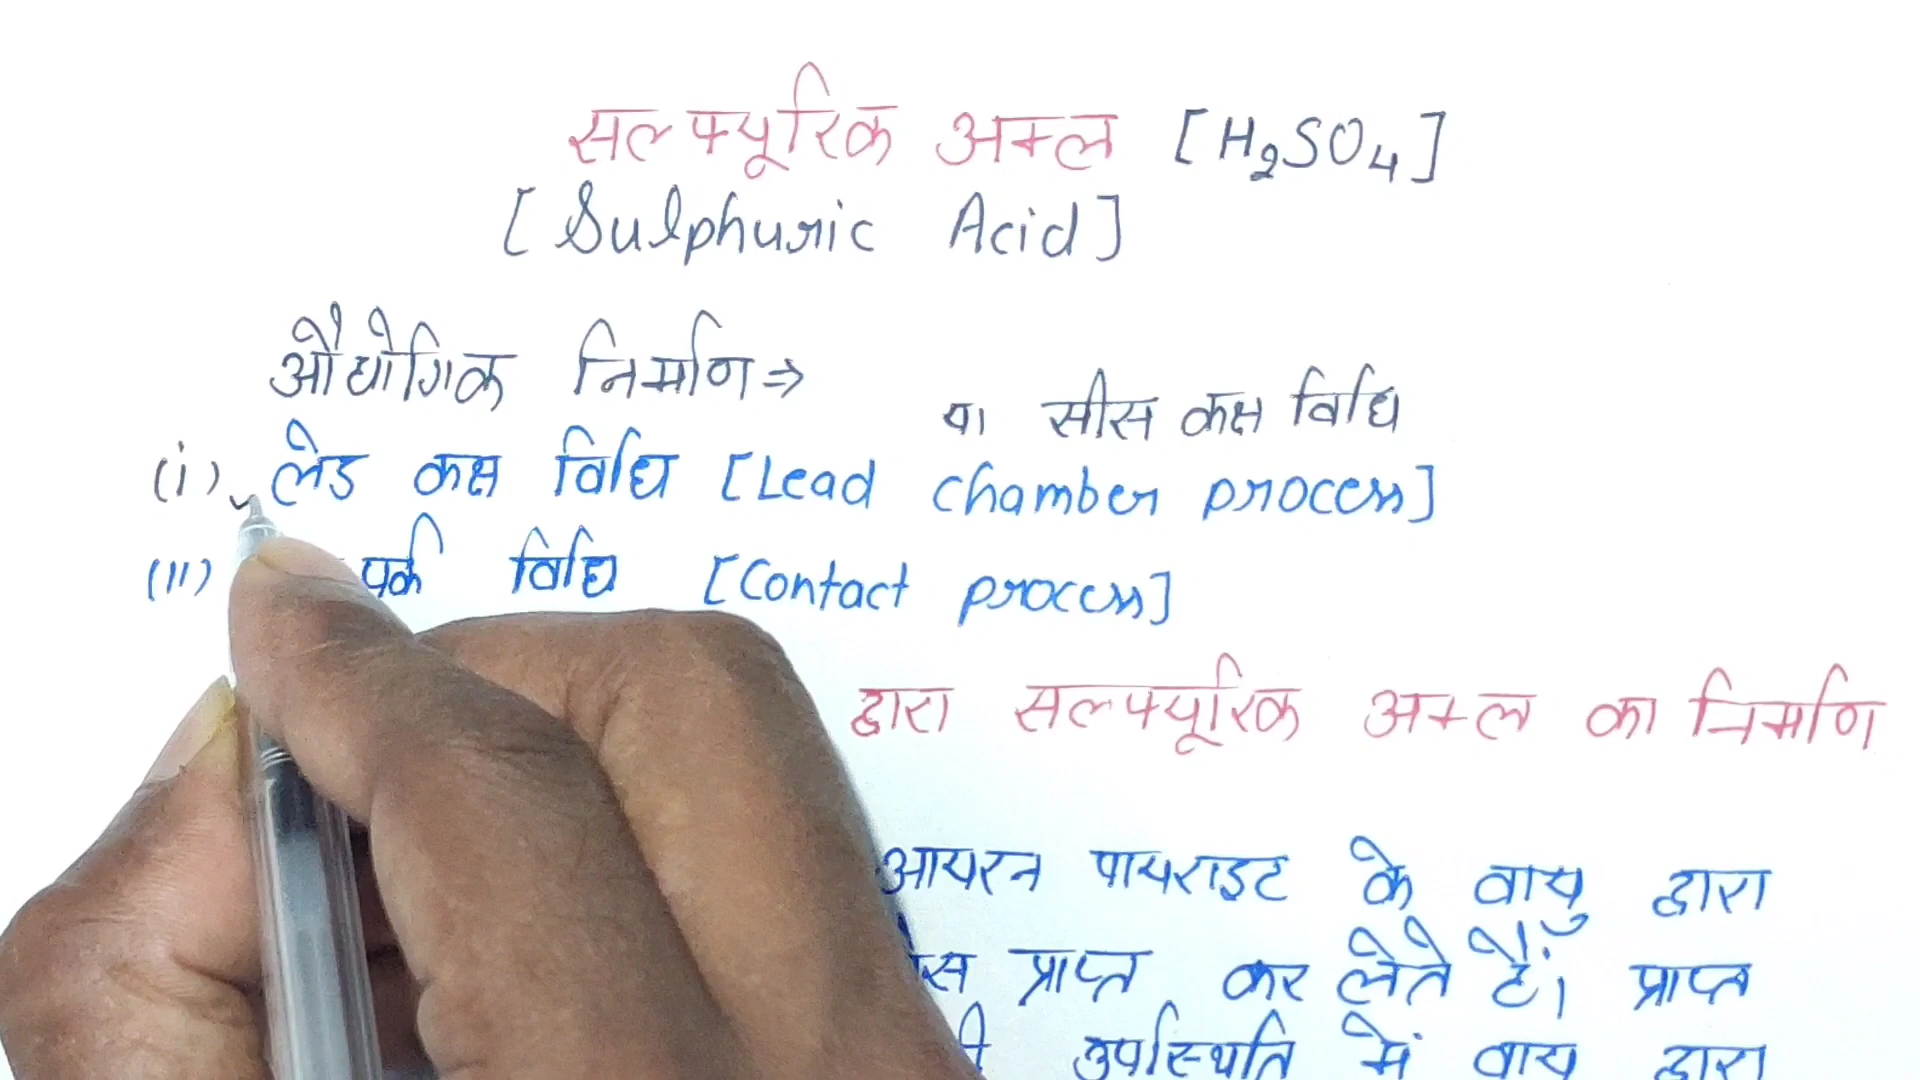 सल्फ्यूरिक अम्ल [H₂SO₄]
[Sulphuric Acid]
औद्योगिक निर्माण⇒
या सीस कक्ष विधि
(i) लेड कक्ष विधि [Lead chamber process]
(ii) विधि [Contact process]
द्वारा सल्फ्यूरिक अम्ल का निर्माण
आयरन पायराइट के वायु द्वारा
प्राप्त कर लेते हैं। प्राप्त
उपस्थिति में वायु द्वारा